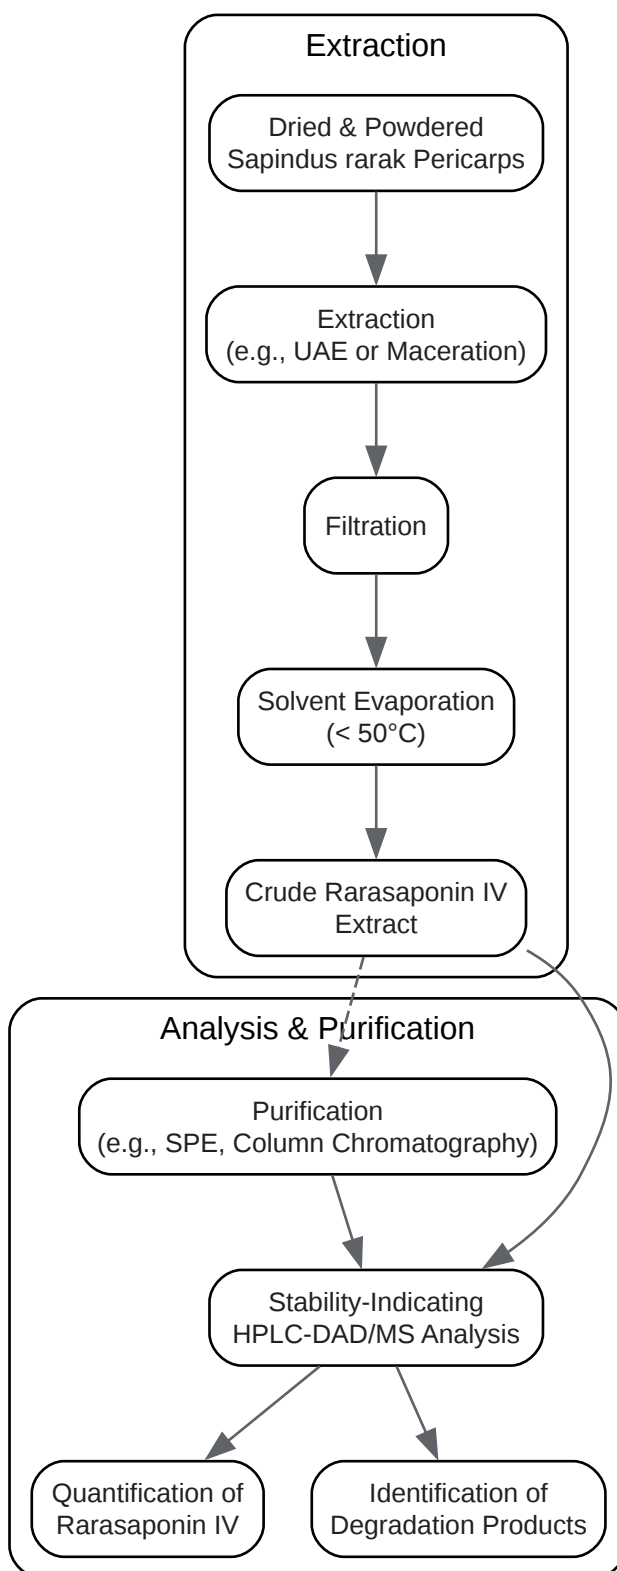 Extraction
Dried & Powdered
Sapindus rarak Pericarps
Extraction
(e.g., UAE or Maceration)
Filtration
Solvent Evaporation
(< 50°C)
Crude Rarasaponin IV
Extract
Analysis & Purification
Purification
(e.g., SPE, Column Chromatography)
Stability-Indicating
HPLC-DAD/MS Analysis
Quantification of
Rarasaponin IV
Identification of
Degradation Products